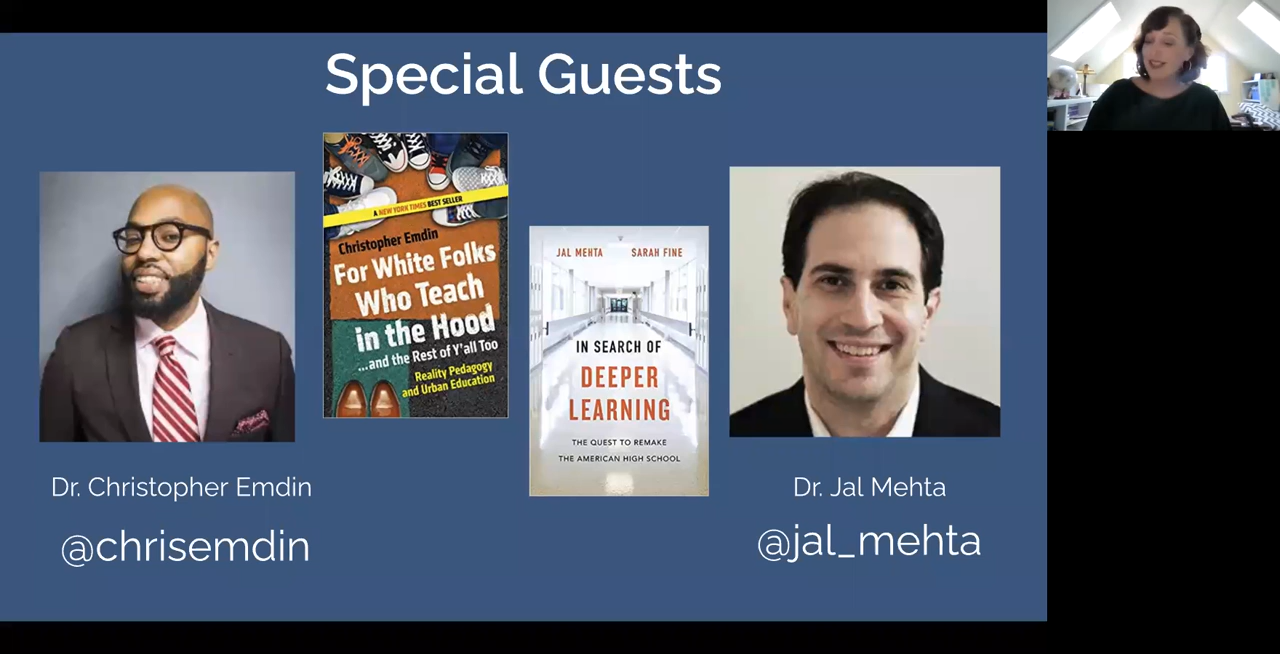 Special Guests
A NEW YORK TIMES BEST SELLER
Christopher Emdin
For White Folks
Who Teach
in the Hood
...and the Rest of Y'all Too
Reality Pedagogy
and Urban Education
JAL MEHTA SARAH FINE
IN SEARCH OF
DEEPER
LEARNING
THE QUEST TO REMAKE
THE AMERICAN HIGH SCHOOL
Dr. Christopher Emdin
@chrisemdin
Dr. Jal Mehta
@jal_mehta